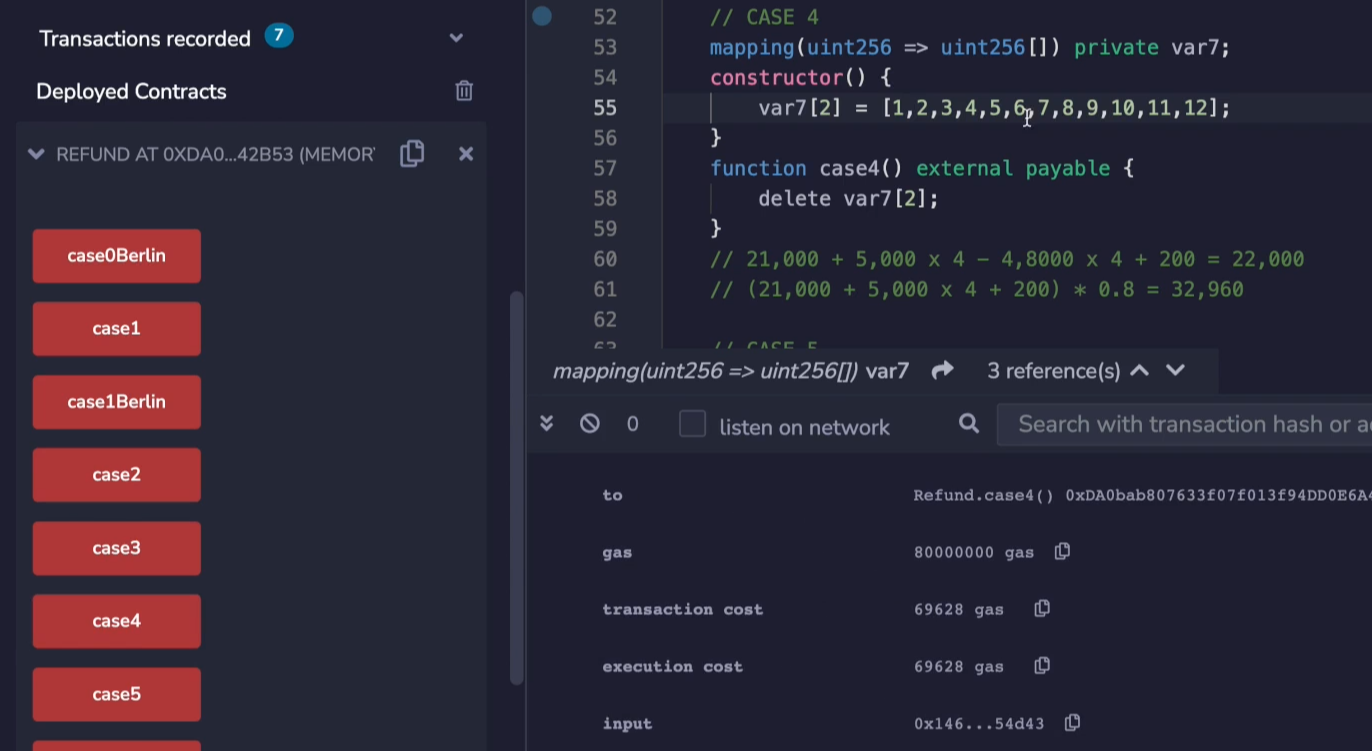 Transactions recorded 7
Deployed Contracts
REFUND AT 0XDA0...42B53 (MEMOR
case0Berlin
case1
case1Berlin
case2
case3
case4
case5
52 // CASE 4
53 mapping(uint256 => uint256[]) private var7;
54 constructor() {
55 var7[2] = [1,2,3,4,5,6,7,8,9,10,11,12];
56 }
57 function case4() external payable {
58 delete var7[2];
59 }
60 // 21,000 + 5,000 x 4 - 4,8000 x 4 + 200 = 22,000
61 // (21,000 + 5,000 x 4 + 200) * 0.8 = 32,960
62
63 // CASE 5
mapping(uint256 => uint256[]) var7 3 reference(s)
0 listen on network Search with transaction hash or a
to Refund.case4() 0xDA0bab807633f07f013f94DD0E6A4
gas 80000000 gas
transaction cost 69628 gas
execution cost 69628 gas
input 0x146...54d43